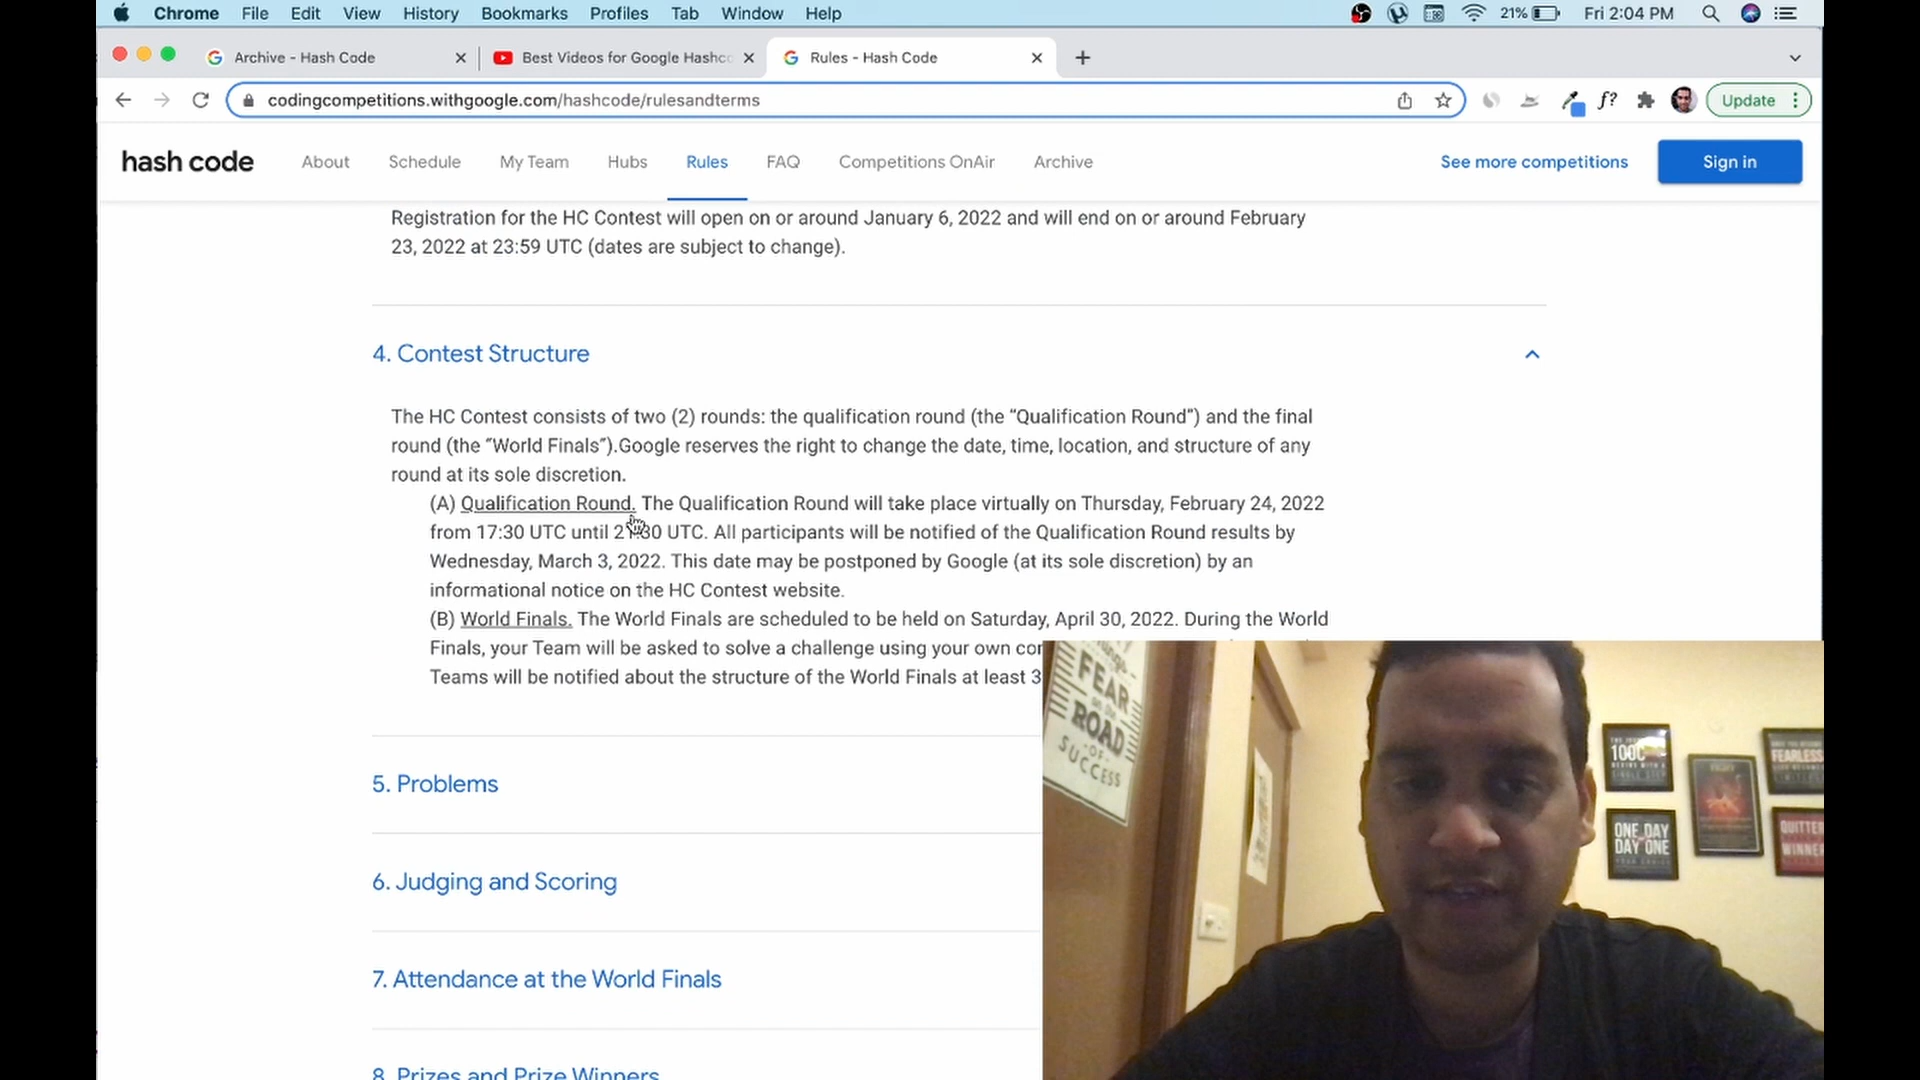 Chrome File Edit View History Bookmarks Profiles Tab Window Help 21% Fri 2:04 PM
Archive - Hash Code Best Videos for Google Hashc Rules - Hash Code
codingcompetitions.withgoogle.com/hashcode/rulesandterms f? Update
hash code About Schedule My Team Hubs Rules FAQ Competitions OnAir Archive See more competitions Sign in
Registration for the HC Contest will open on or around January 6, 2022 and will end on or around February
23, 2022 at 23:59 UTC (dates are subject to change).
4. Contest Structure
The HC Contest consists of two (2) rounds: the qualification round (the “Qualification Round”) and the final
round (the “World Finals”).Google reserves the right to change the date, time, location, and structure of any
round at its sole discretion.
(A) Qualification Round. The Qualification Round will take place virtually on Thursday, February 24, 2022
from 17:30 UTC until 21:30 UTC. All participants will be notified of the Qualification Round results by
Wednesday, March 3, 2022. This date may be postponed by Google (at its sole discretion) by an
informational notice on the HC Contest website.
(B) World Finals. The World Finals are scheduled to be held on Saturday, April 30, 2022. During the World
Finals, your Team will be asked to solve a challenge using your own
Teams will be notified about the structure of the World Finals at least 3
5. Problems
6. Judging and Scoring
7. Attendance at the World Finals
8. Prizes and Prize Winners
FEAR
ROAD
OF
SUCCESS
FEARLESS
ONE DAY
DAY ONE
QUITTER
WINNE